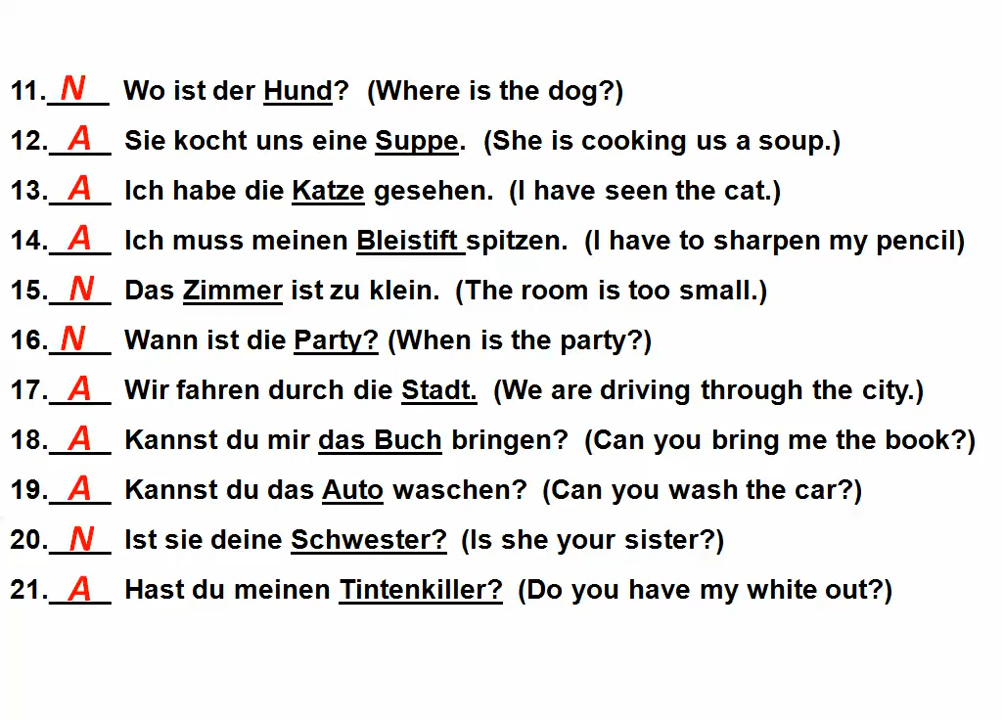 11. N Wo ist der Hund? (Where is the dog?)
12. A Sie kocht uns eine Suppe. (She is cooking us a soup.)
13. A Ich habe die Katze gesehen. (I have seen the cat.)
14. A Ich muss meinen Bleistift spitzen. (I have to sharpen my pencil)
15. N Das Zimmer ist zu klein. (The room is too small.)
16. N Wann ist die Party? (When is the party?)
17. A Wir fahren durch die Stadt. (We are driving through the city.)
18. A Kannst du mir das Buch bringen? (Can you bring me the book?)
19. A Kannst du das Auto waschen? (Can you wash the car?)
20. N Ist sie deine Schwester? (Is she your sister?)
21. A Hast du meinen Tintenkiller? (Do you have my white out?)